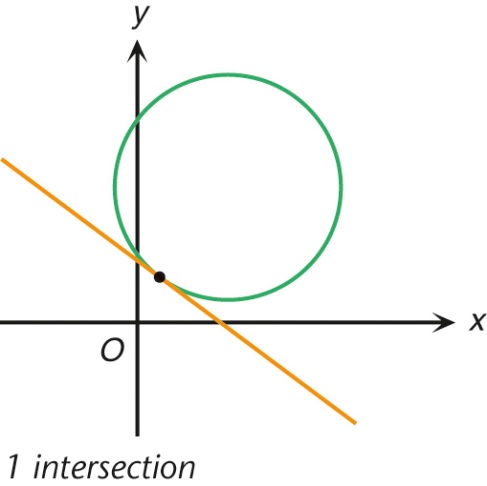 y
x
O
1 intersection